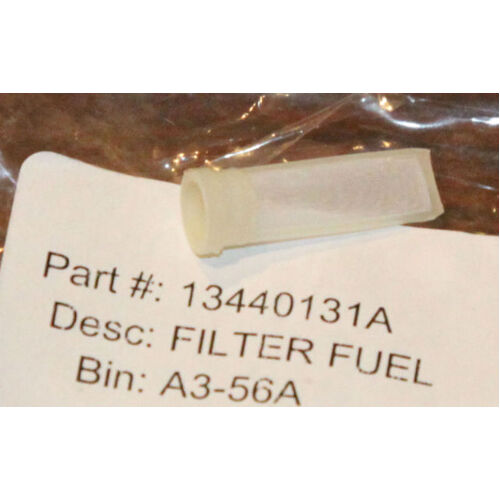 Part #: 13440131A
Desc: FILTER FUEL
Bin: A3-56A